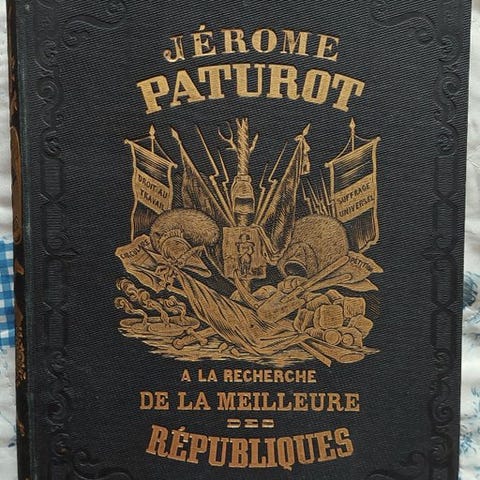 JÉROME
PATUROT
DROIT AU
TRAVAIL
SUFFRAGE
UNIVERSEL
A LA RECHERCHE
DE LA MEILLEURE
DES
RÉPUBLIQUES